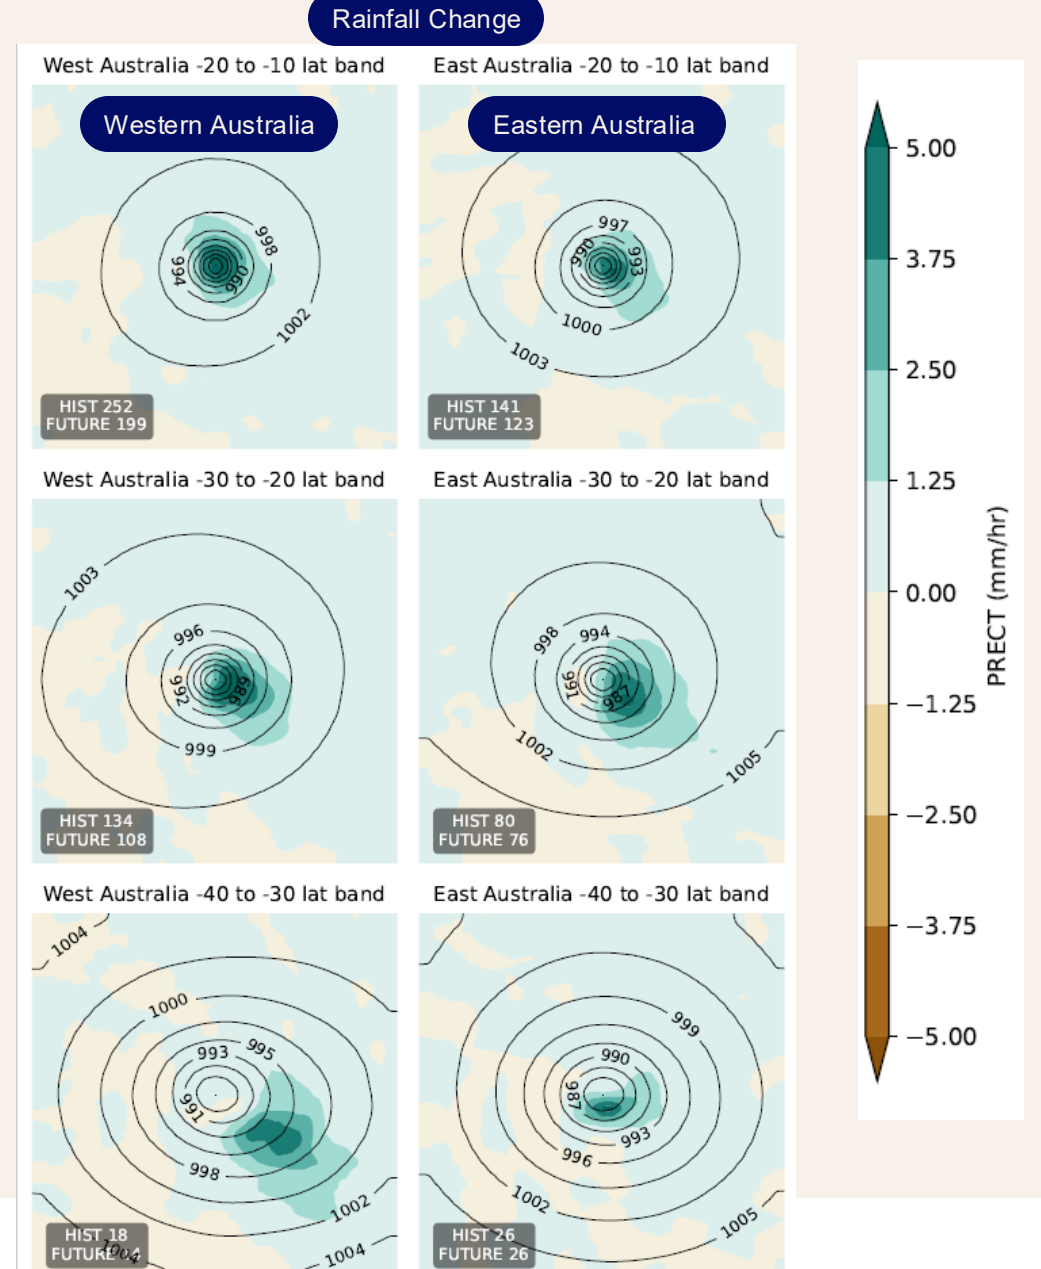 Rainfall Change
West Australia -20 to -10 lat band
East Australia -20 to -10 lat band
Western Australia
Eastern Australia
998
994
990
1002
997
990
993
1000
1003
HIST 252
FUTURE 199
HIST 141
FUTURE 123
West Australia -30 to -20 lat band
East Australia -30 to -20 lat band
1003
996
992
989
999
998
994
991
987
1002
1005
HIST 134
FUTURE 108
HIST 80
FUTURE 76
West Australia -40 to -30 lat band
East Australia -40 to -30 lat band
1004
1000
993
995
991
998
1002
1004
1004
999
990
987
993
996
1002
1005
HIST 18
FUTURE
HIST 26
FUTURE 26
5.00
3.75
2.50
1.25
0.00
−1.25
−2.50
−3.75
−5.00
PRECT (mm/hr)